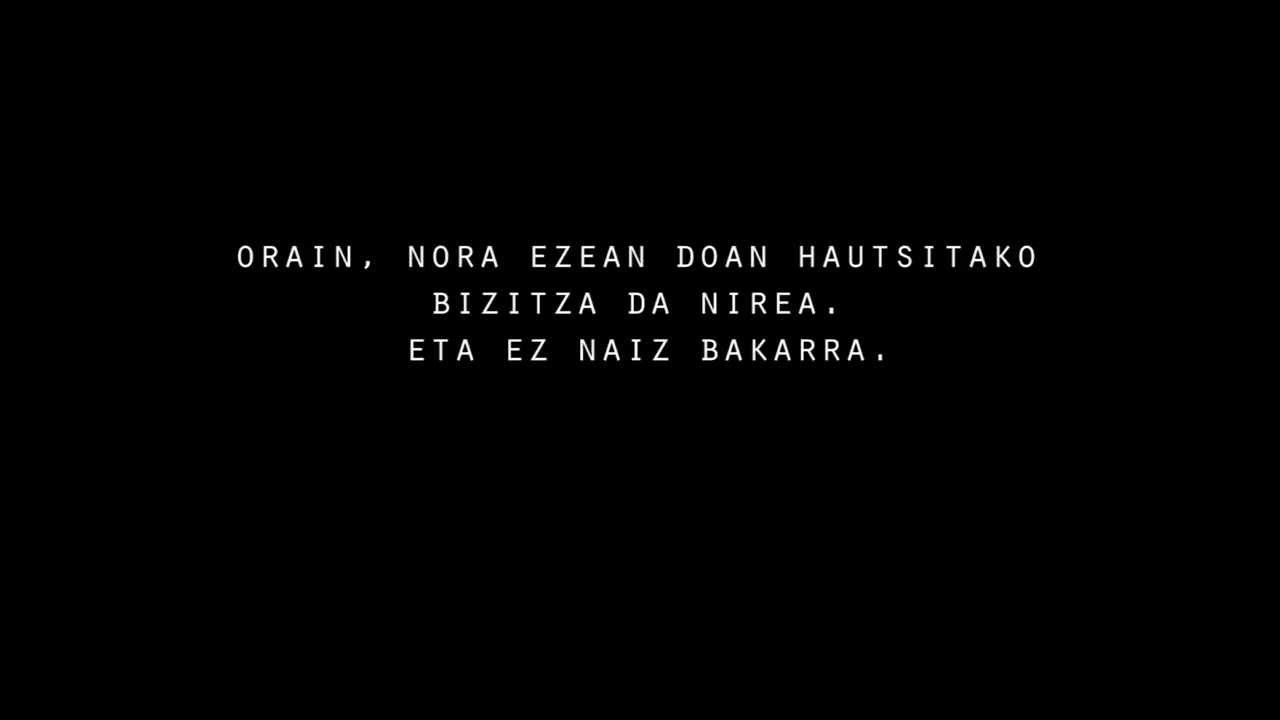 ORAIN, NORA EZEAN DOAN HAUTSITAKO
BIZITZA DA NIREA.
ETA EZ NAIZ BAKARRA.